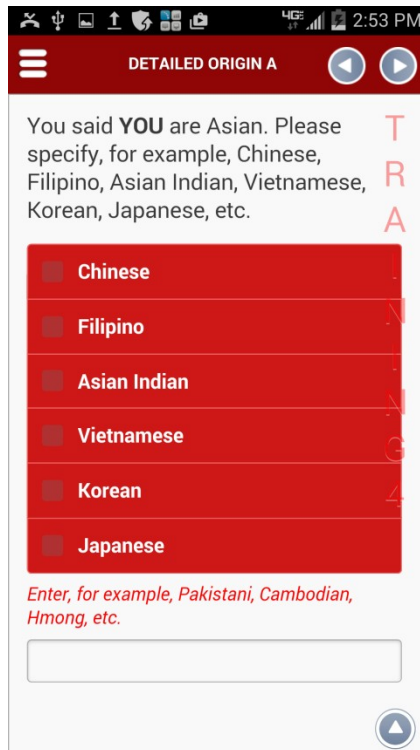 4G 2:53 PM
DETAILED ORIGIN A
You said YOU are Asian. Please
specify, for example, Chinese,
Filipino, Asian Indian, Vietnamese,
Korean, Japanese, etc.
Chinese
Filipino
Asian Indian
Vietnamese
Korean
Japanese
Enter, for example, Pakistani, Cambodian,
Hmong, etc.
T
R
A
I
N
I
N
G
4